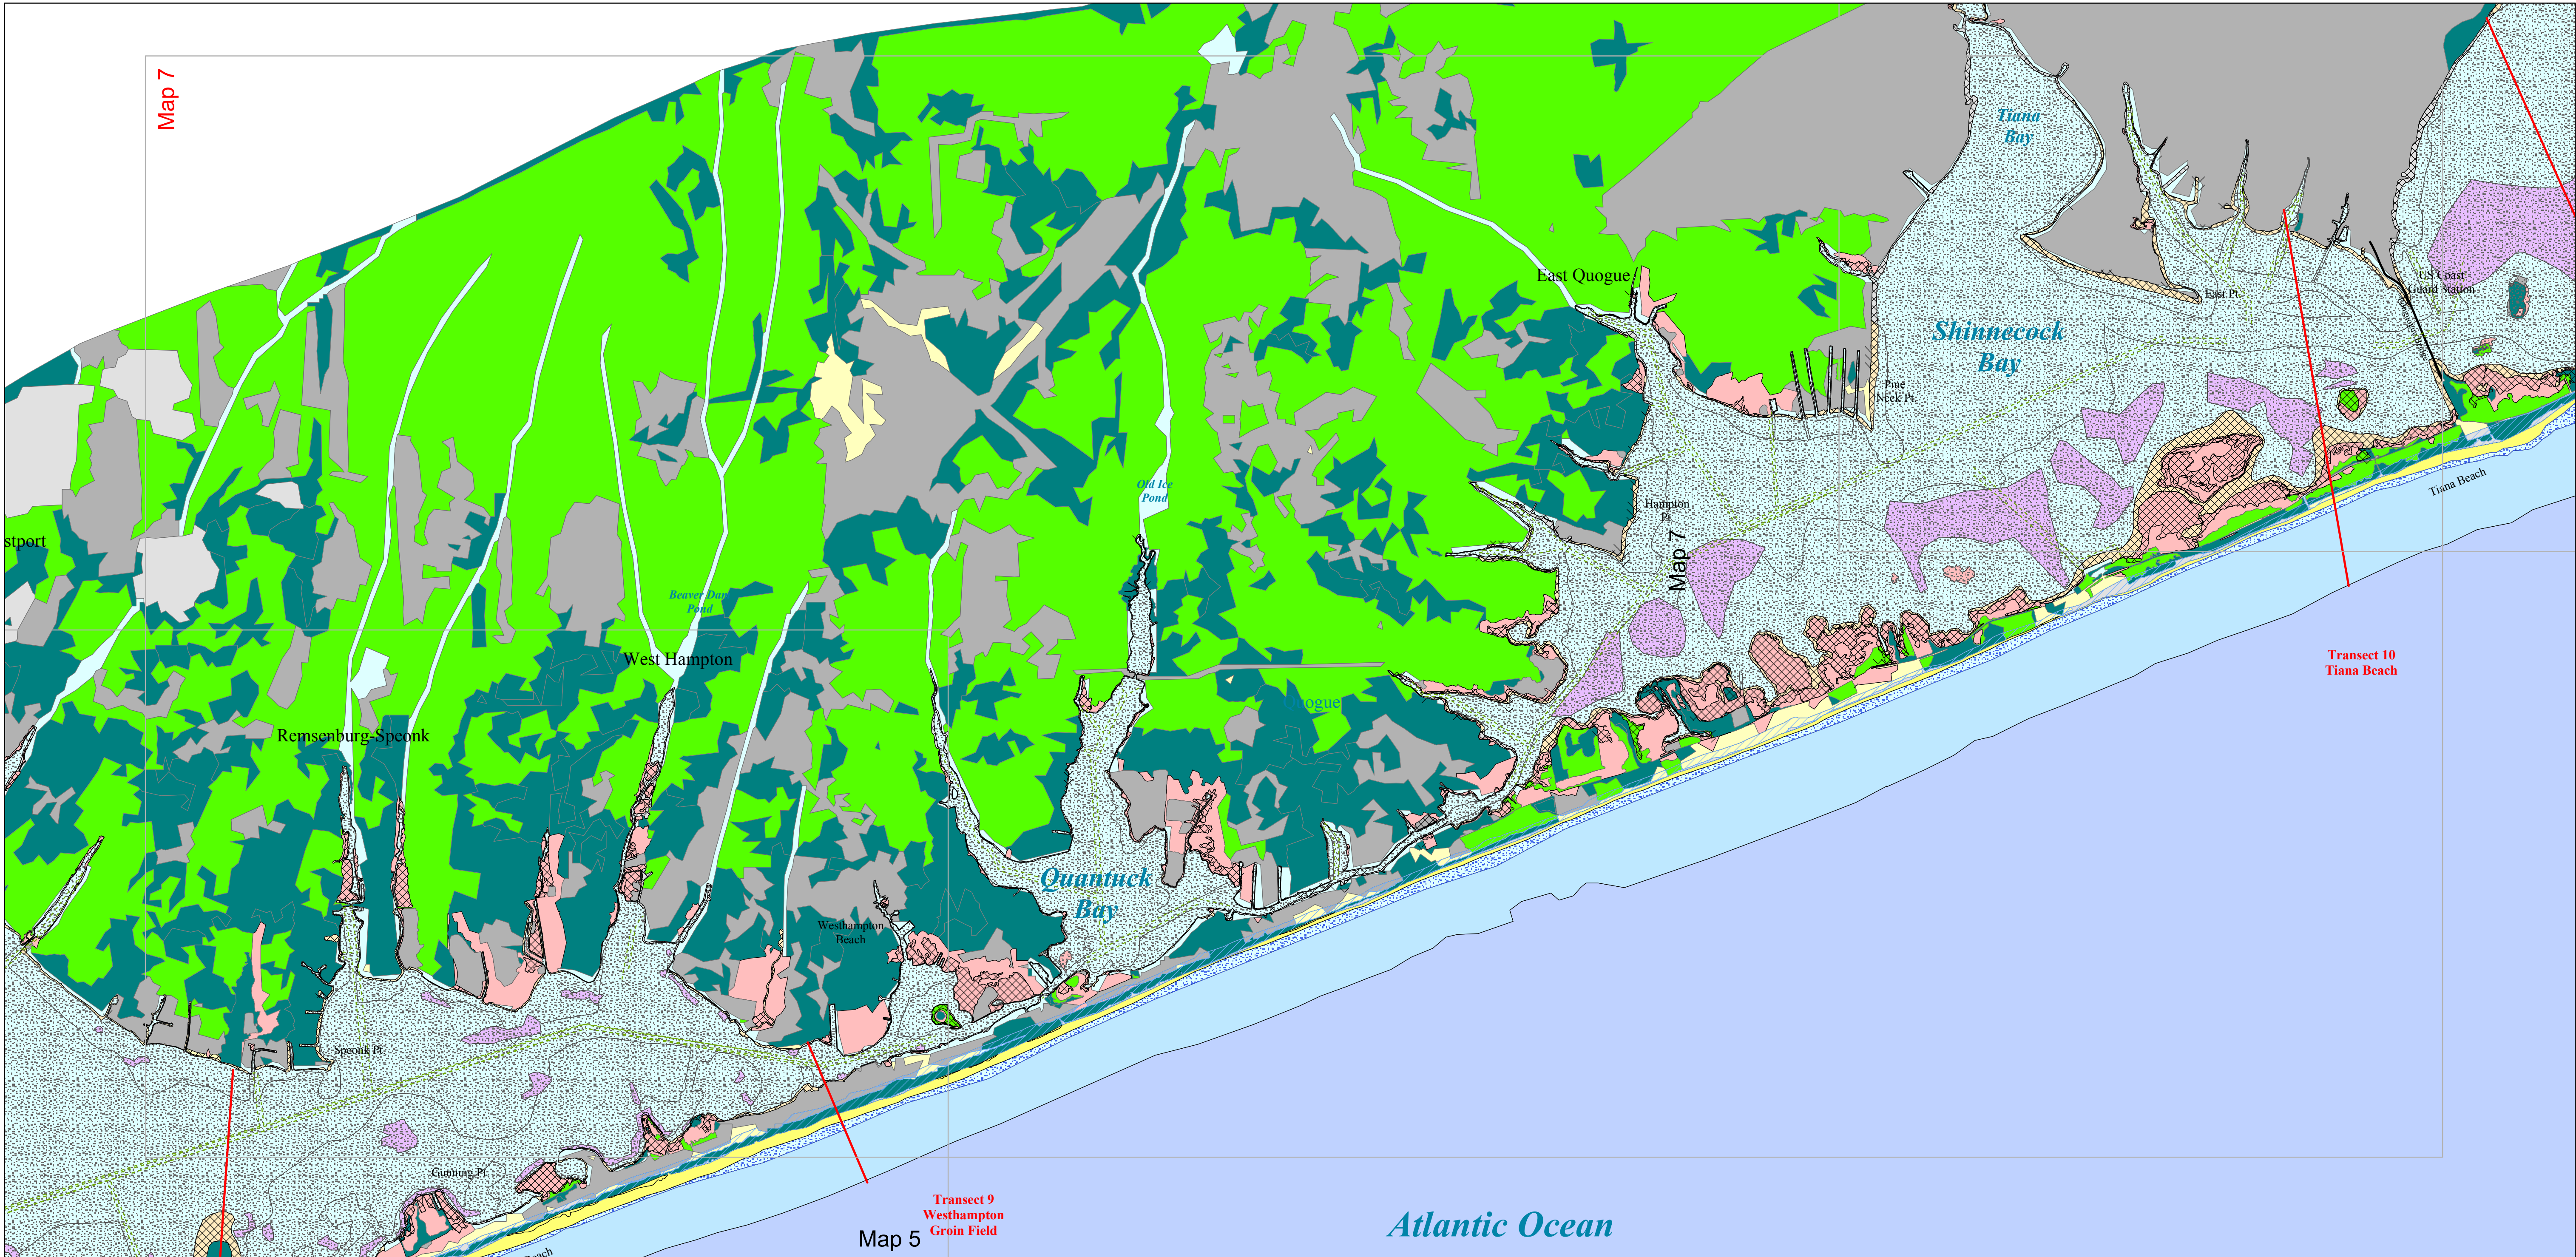 Map 7
Tiana
Bay
East Quogue
US Coast
Guard Station
East Pt.
Shinnecock
Bay
Pine
Neck Pt.
Old Ice
Pond
Tiana Beach
Hampton
Pt.
stport
Map 7
Beaver Dam
Pond
West Hampton
Transect 10
Tiana Beach
Quogue
Remsenburg-Speonk
Quantuck
Bay
Westhampton
Beach
Speonk Pt.
Gunning Pt.
Transect 9
Westhampton
Groin Field
Map 5
Atlantic Ocean
each